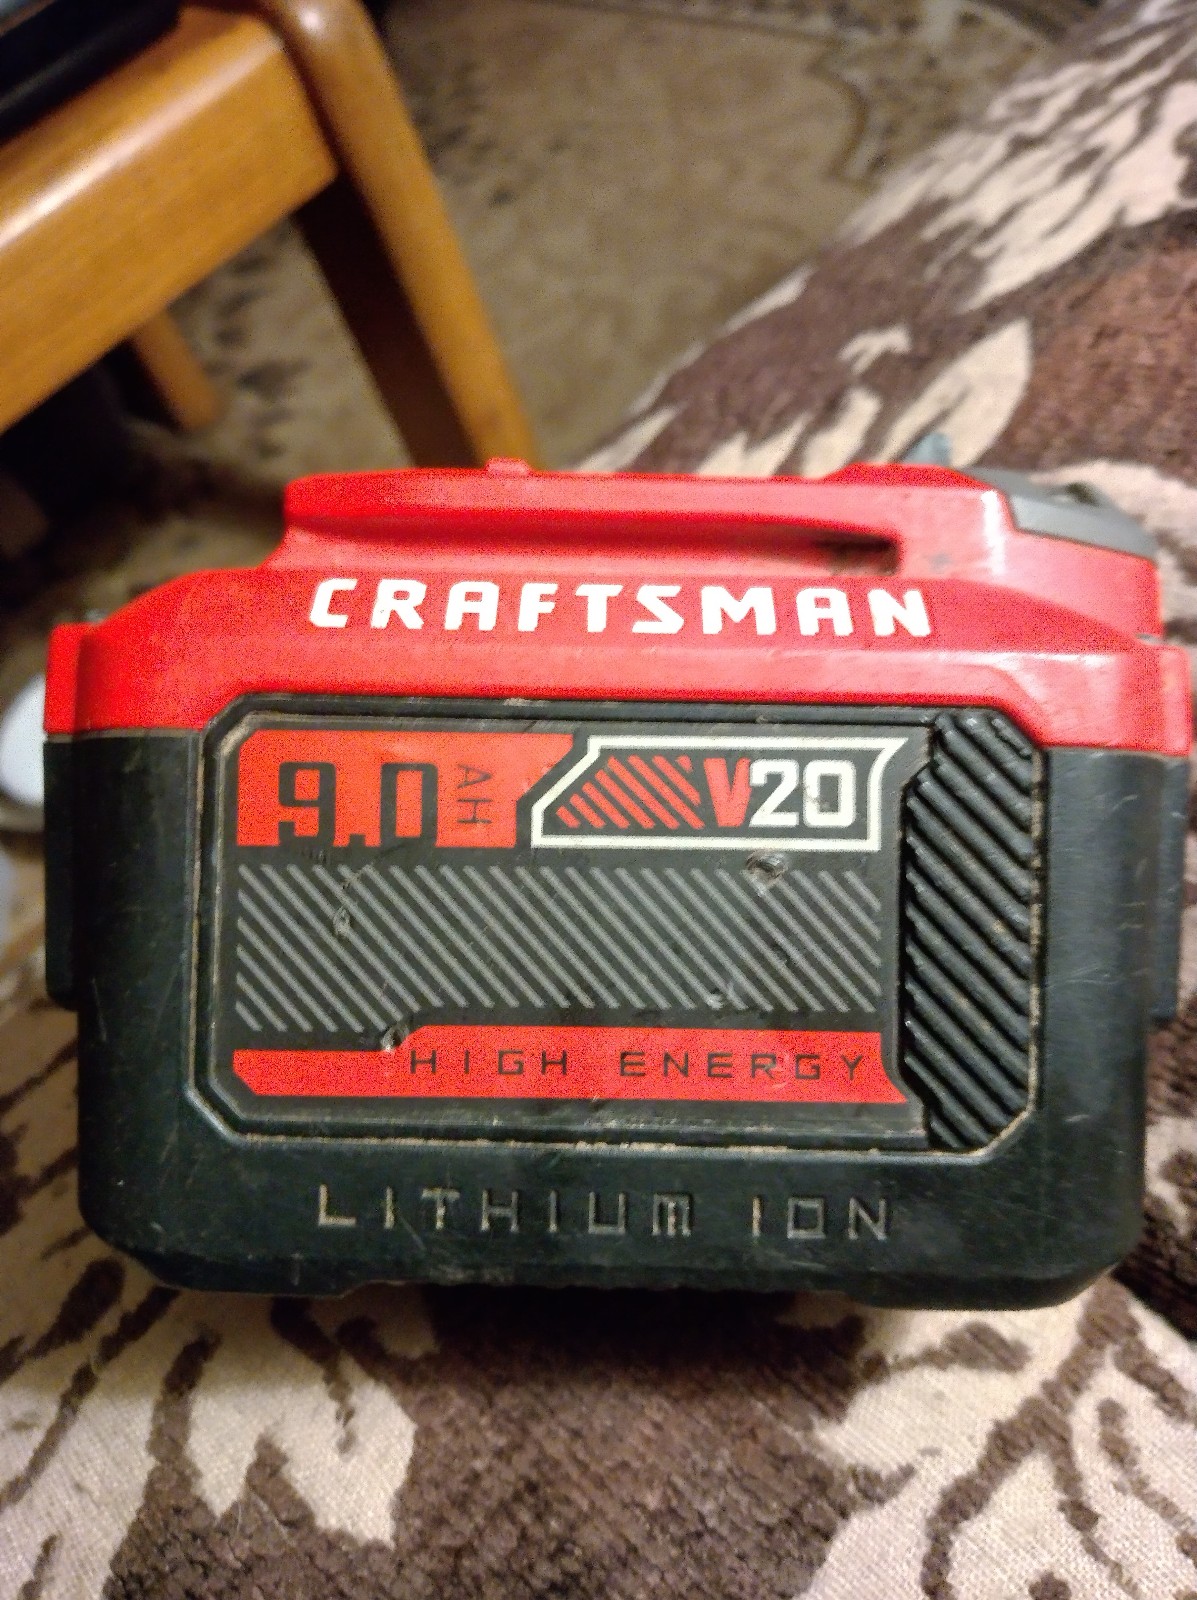 CRAFTSMAN
9.0 AH V20
HIGH ENERGY
LITHIUM ION